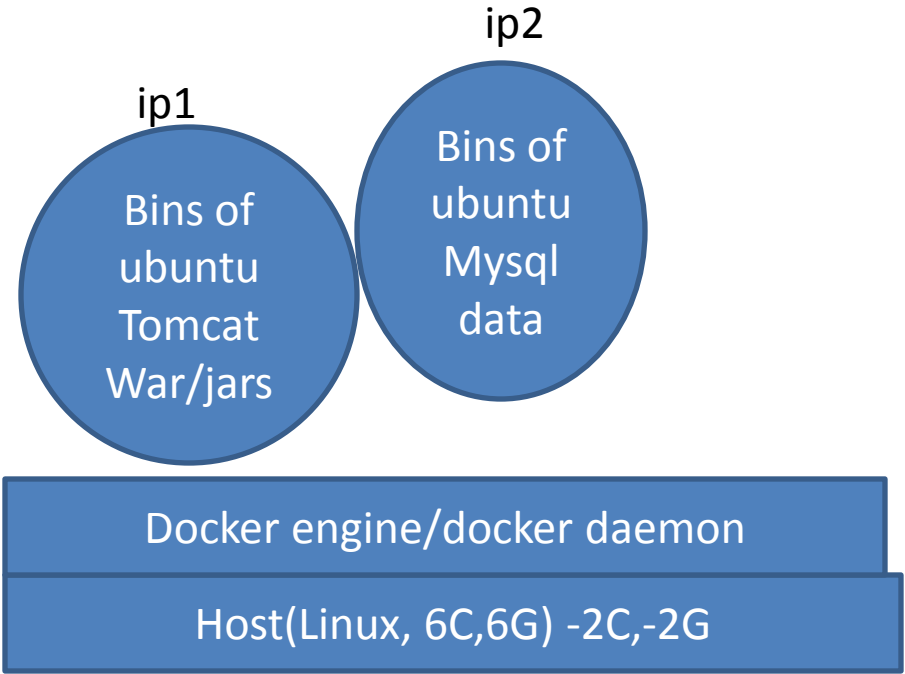 ip2
ip1
Bins of
ubuntu
Mysql
data
Bins of
ubuntu
Tomcat
War/jars
Docker engine/docker daemon
Host(Linux, 6C,6G) -2C,-2G